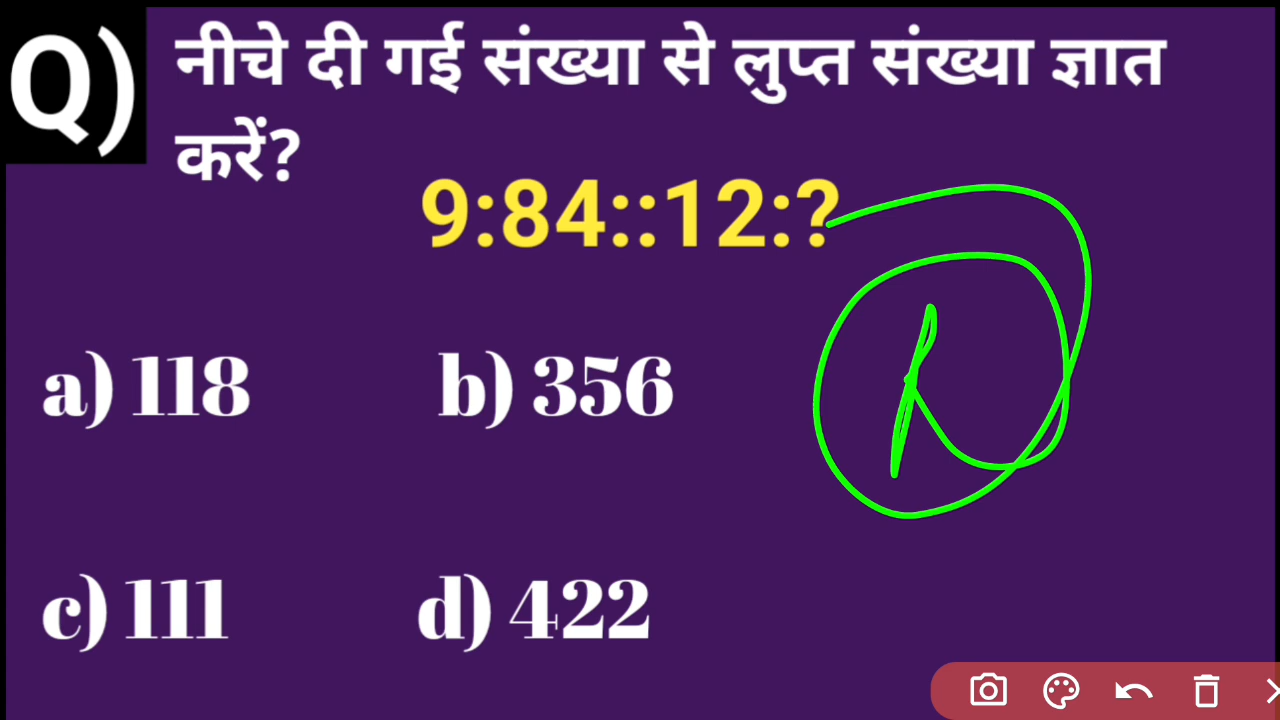 Q) नीचे दी गई संख्या से लुप्त संख्या ज्ञात
करें?
9:84::12:?
a) 118 b) 356
c) 111 d) 422